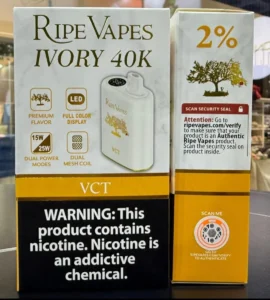 RIPE VAPES
IVORY 40K
PREMIUM
FLAVOR
LED
FULL COLOR
DISPLAY
15W
25W
DUAL POWER
MODES
DUAL
MESH COIL
VCT
WARNING: This
product contains
nicotine. Nicotine is
an addictive
chemical.
2%
SCAN SECURITY SEAL
Attention: Go to
ripevapes.com/verify
to make sure that your
product is an Authentic
Ripe Vapes product.
Scan the security seal on
product inside.
SCAN ME